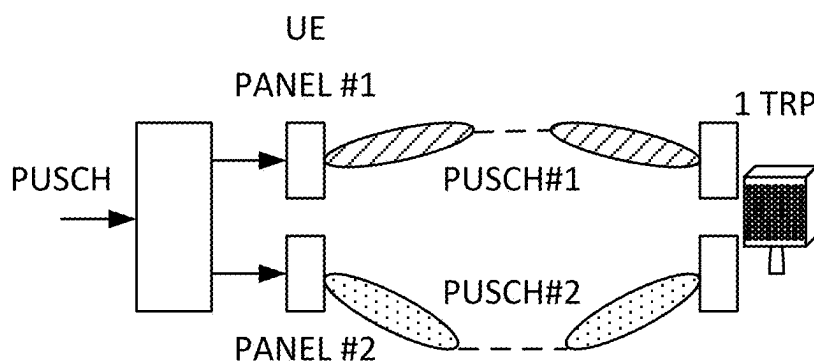 UE
PANEL #1
1 TRP
PUSCH
PUSCH#1
PUSCH#2
PANEL #2